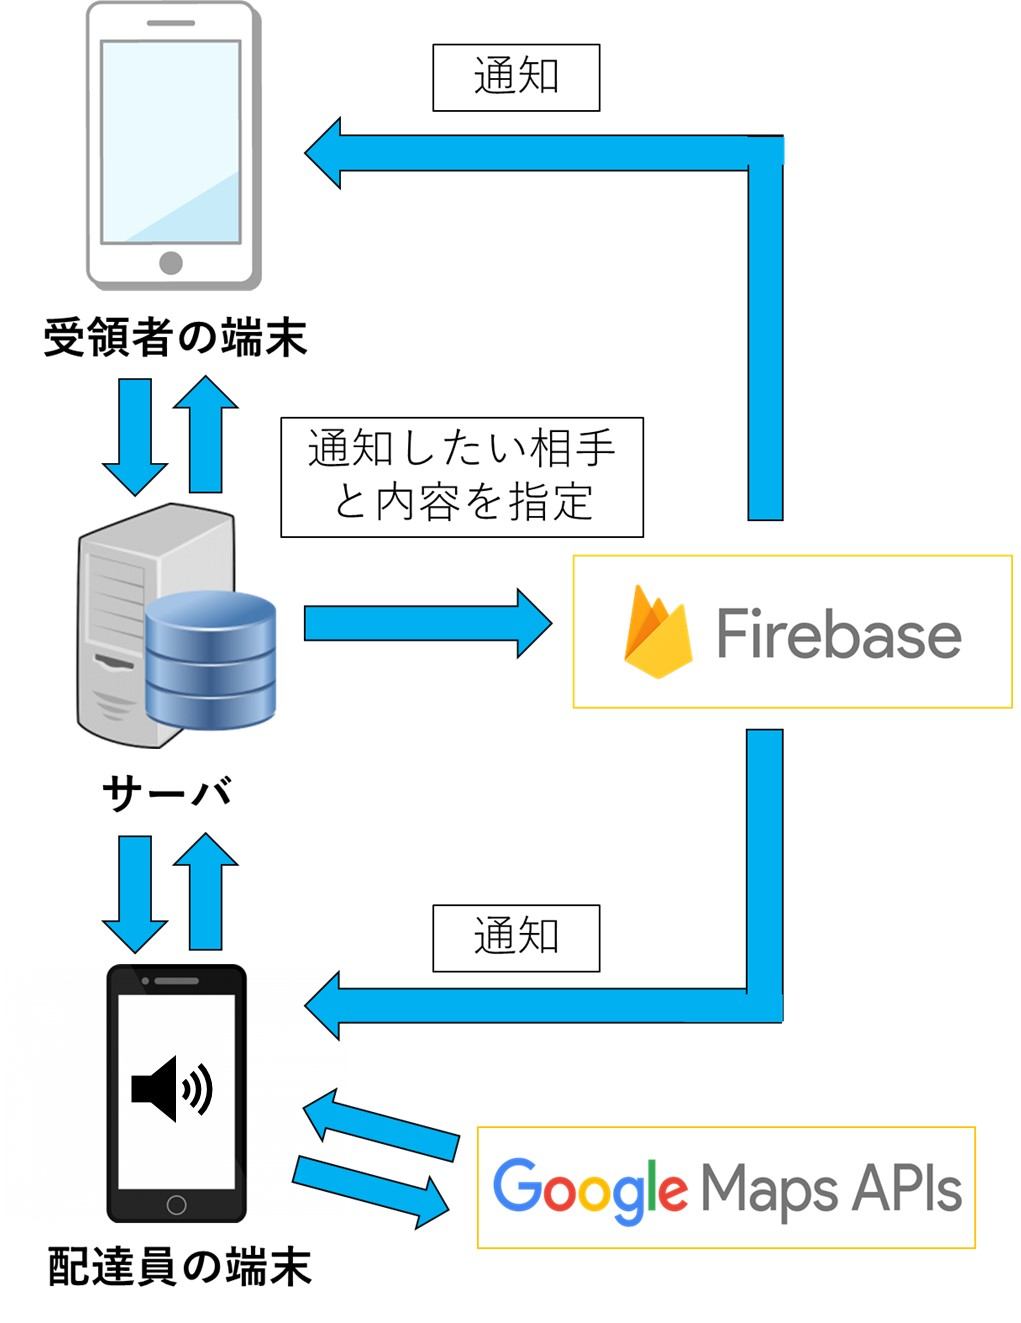 通知
受領者の端末
通知したい相手
と内容を指定
Firebase
サーバ
通知
Google Maps APIs
配達員の端末